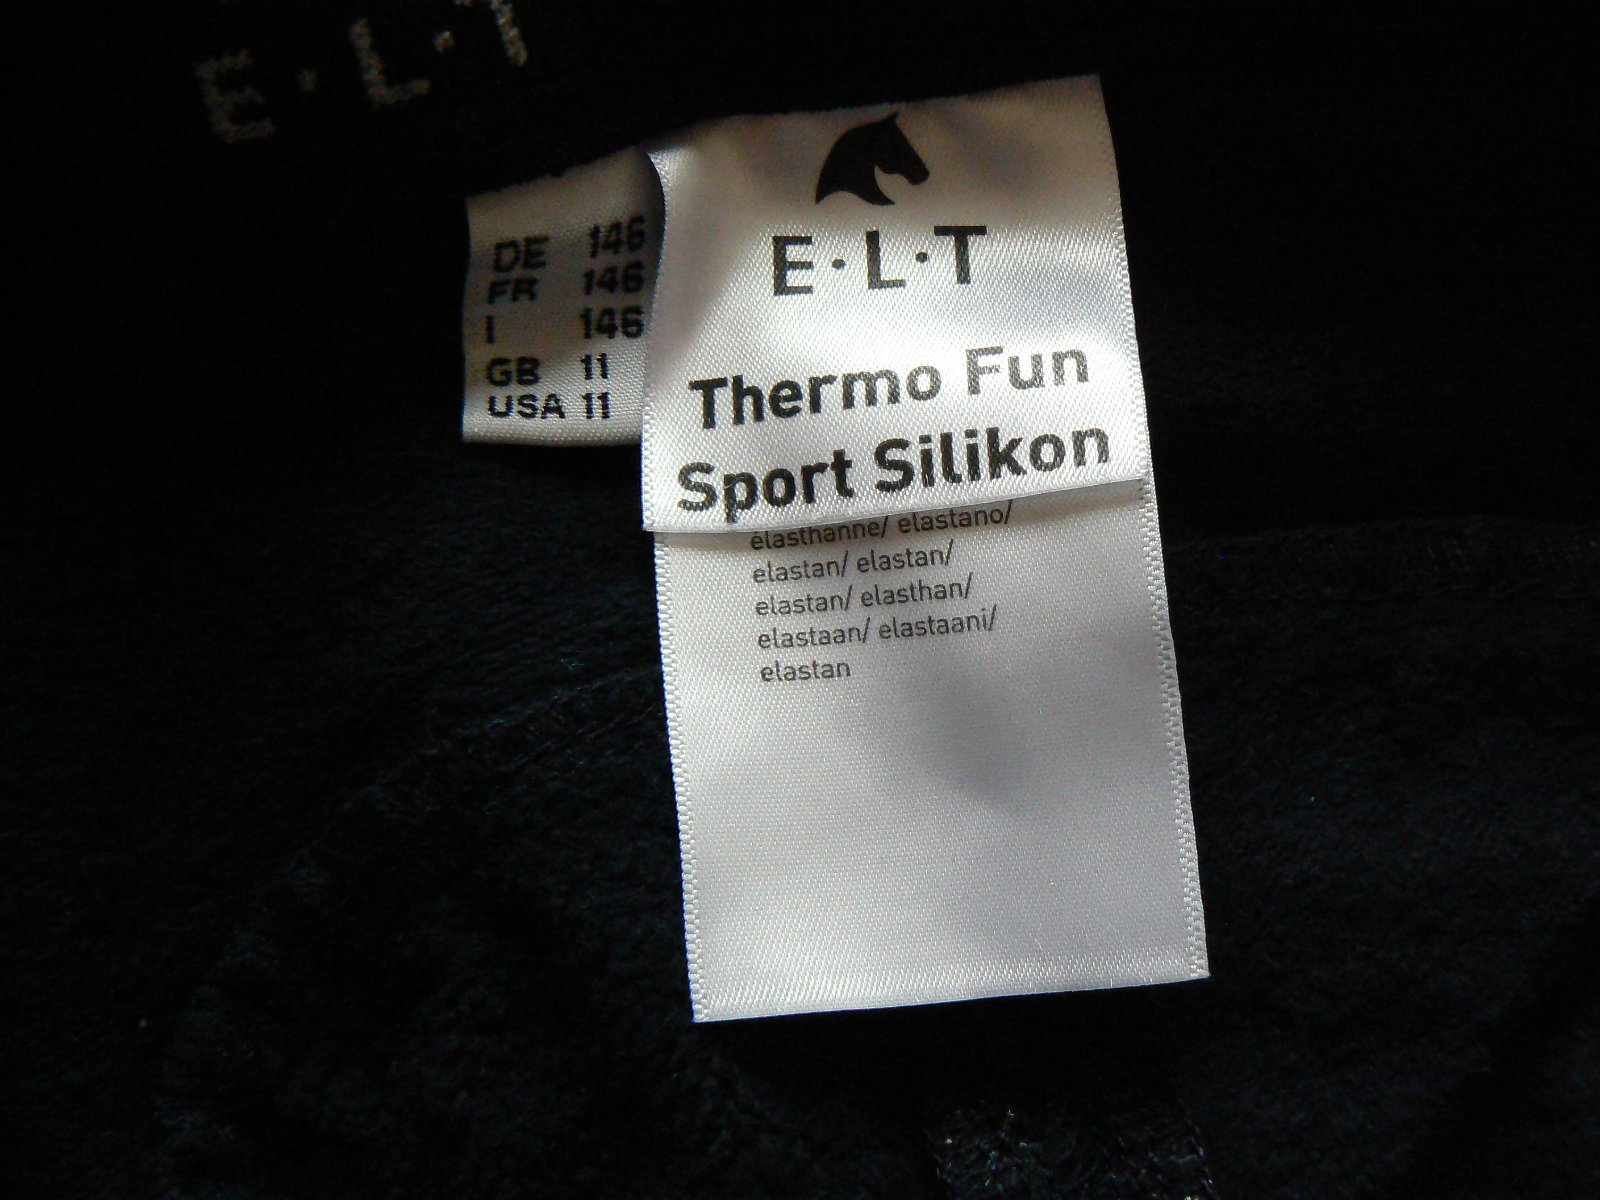 E·L·T
DE 146
FR 146
I 146
GB 11
USA 11
E·L·T
Thermo Fun
Sport Silikon
élasthanne/ elastano/
elastan/ elastan/
elastan/ elasthan/
elastaan/ elastaani/
elastan